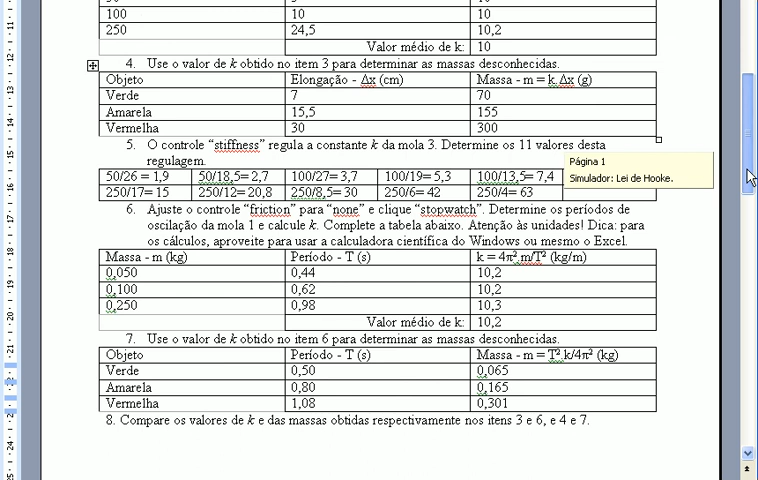 100 10 10
250 24,5 10,2
Valor médio de k: 10
4. Use o valor de k obtido no item 3 para determinar as massas desconhecidas.
Objeto Elongação - Δx (cm) Massa - m = k.Δx (g)
Verde 7 70
Amarela 15,5 155
Vermelha 30 300
5. O controle “stiffness” regula a constante k da mola 3. Determine os 11 valores desta
regulagem.
Página 1
Simulador: Lei de Hooke.
50/26 = 1,9 50/18,5= 2,7 100/27= 3,7 100/19= 5,3 100/13,5= 7,4
250/17= 15 250/12= 20,8 250/8,5= 30 250/6= 42 250/4= 63
6. Ajuste o controle “friction” para “none” e clique “stopwatch”. Determine os períodos de
oscilação da mola 1 e calcule k. Complete a tabela abaixo. Atenção às unidades! Dica: para
os cálculos, aproveite para usar a calculadora científica do Windows ou mesmo o Excel.
Massa - m (kg) Período - T (s) k = 4π².m/T² (kg/m)
0,050 0,44 10,2
0,100 0,62 10,2
0,250 0,98 10,3
Valor médio de k: 10,2
7. Use o valor de k obtido no item 6 para determinar as massas desconhecidas.
Objeto Período - T (s) Massa - m = T².k/4π² (kg)
Verde 0,50 0,065
Amarela 0,80 0,165
Vermelha 1,08 0,301
8. Compare os valores de k e das massas obtidas respectivamente nos itens 3 e 6, e 4 e 7.